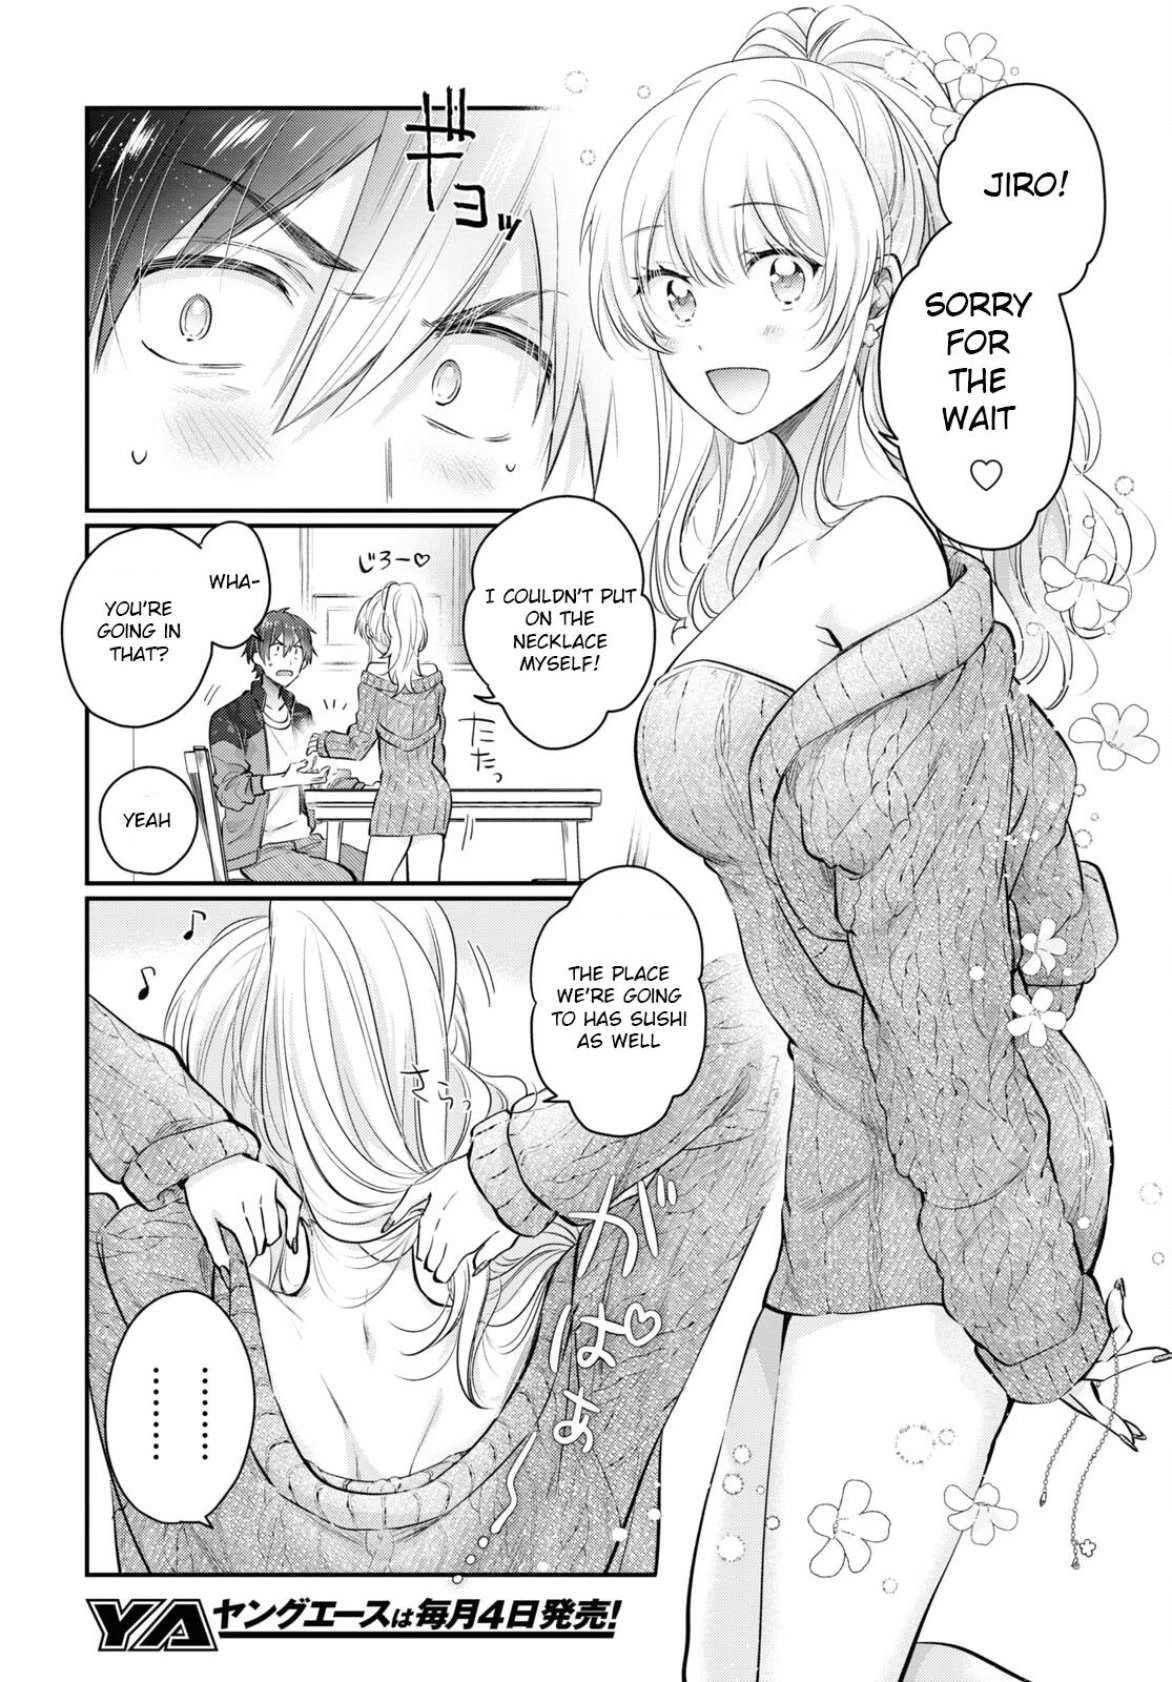 JIRO!
SORRY
FOR
THE
WAIT
♡
ギョッ
I COULDN'T PUT
ON THE
NECKLACE
MYSELF!
じろー♡
たたっ
WHA-
YOU'RE
GOING IN
THAT?
YEAH
THE PLACE
WE'RE GOING
TO HAS SUSHI
AS WELL
さらっ
がばぁ♡
………
………
YA ヤングエースは毎月4日発売!